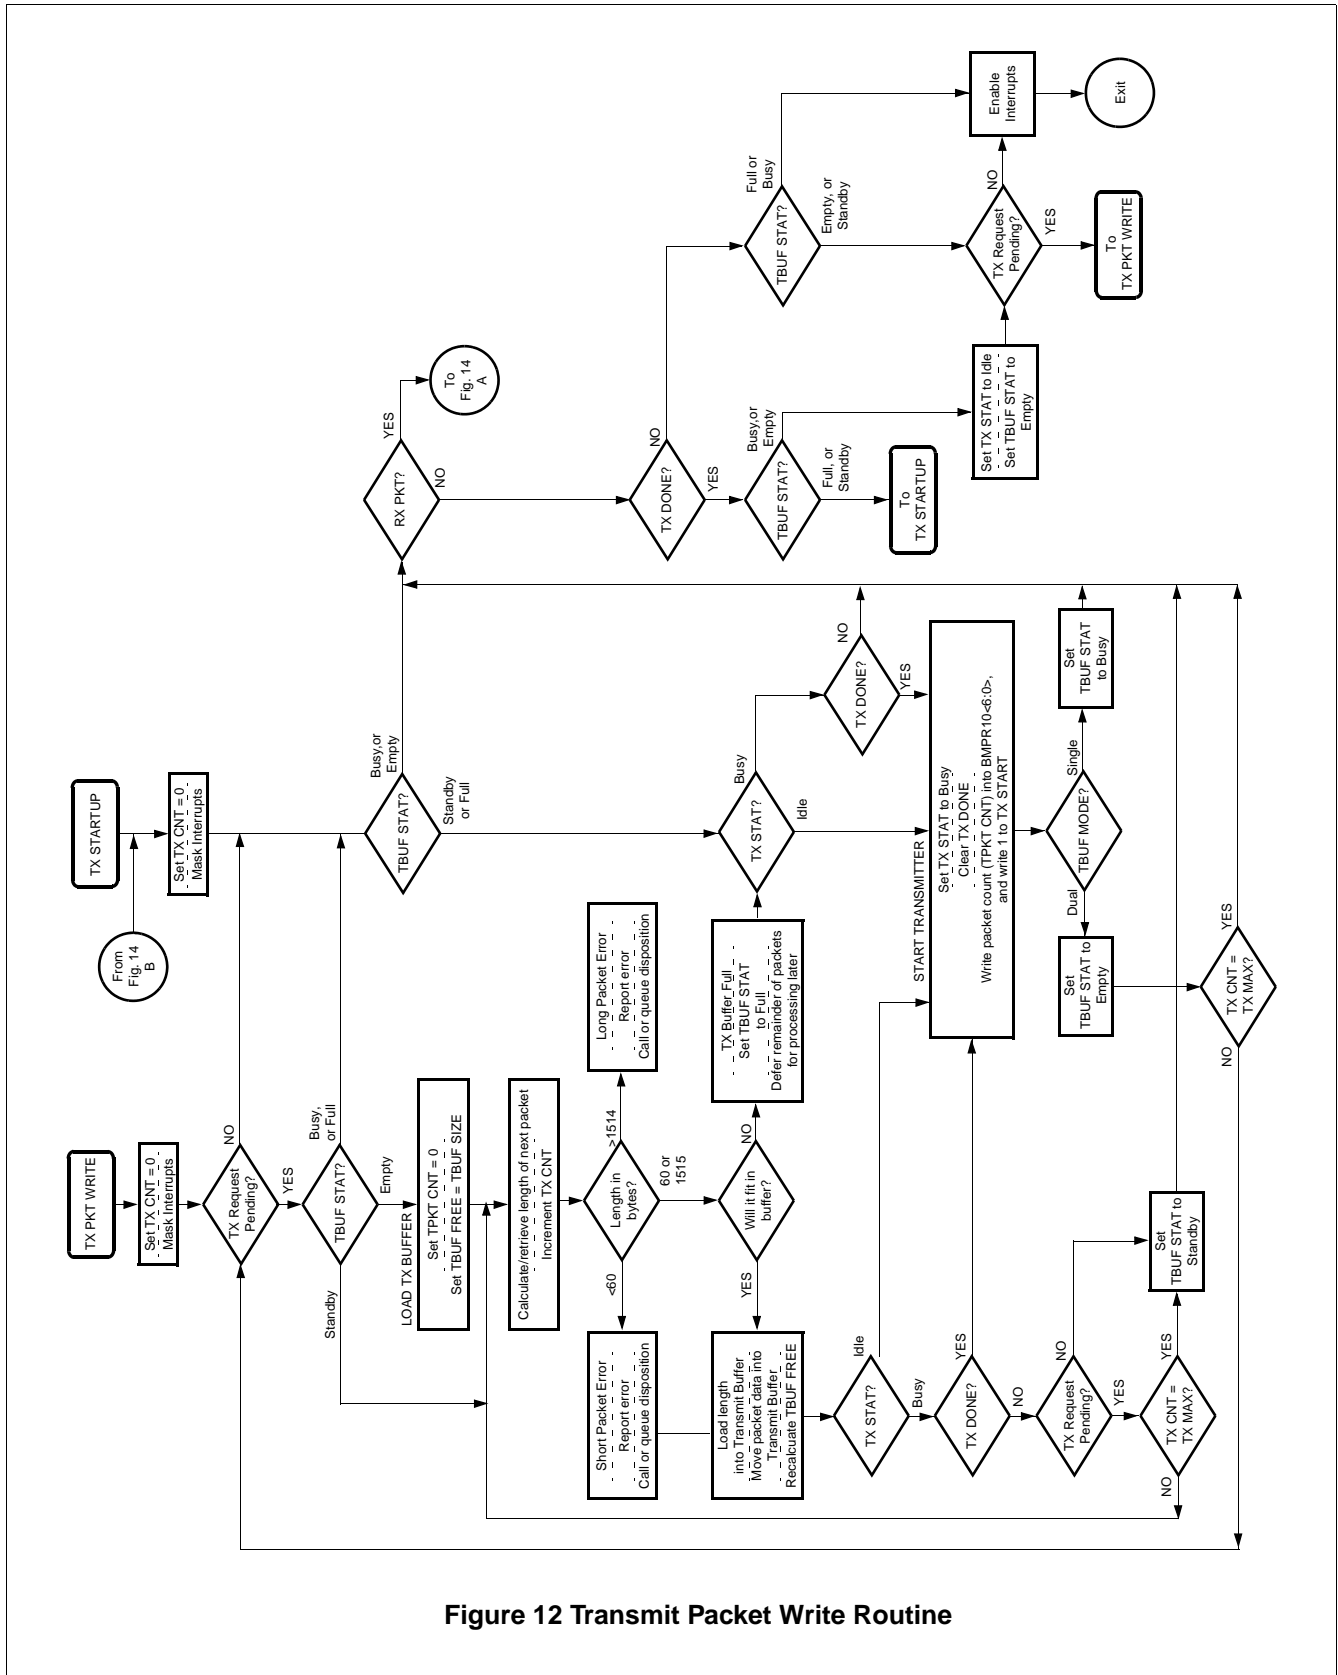 TX PKT WRITE
Set TX CNT = 0
Mask Interrupts
TX Request
Pending?
NO
YES
TBUF STAT?
Busy,
or Full
Standby
Empty
LOAD TX BUFFER
Set TPKT CNT = 0
Set TBUF FREE = TBUF SIZE
Calculate/retrieve length of next packet
Increment TX CNT
Length in
bytes?
<60
>1514
60 or
1515
Short Packet Error
Report error
Call or queue disposition
Long Packet Error
Report error
Call or queue disposition
Will it fit in
buffer?
YES
NO
Load length
into Transmit Buffer
Move packet data into
Transmit Buffer
Recalcuate TBUF FREE
TX Buffer Full
Set TBUF STAT
to Full
Defer remainder of packets
for processing later
TX STAT?
Idle
Busy
TX DONE?
YES
NO
TX Request
Pending?
NO
YES
TX CNT =
TX MAX?
NO
YES
Set
TBUF STAT to
Standby
From
Fig. 14
B
TX STARTUP
Set TX CNT = 0
Mask Interrupts
TBUF STAT?
Busy,or
Empty
Standby
or Full
TX STAT?
Busy
Idle
TX DONE?
NO
YES
START TRANSMITTER
Set TX STAT to Busy
Clear TX DONE
Write packet count (TPKT CNT) into BMPR10<6:0>,
and write 1 to TX START
TBUF MODE?
Dual
Single
Set
TBUF STAT to
Empty
Set
TBUF STAT
to Busy
TX CNT =
TX MAX?
NO
YES
RX PKT?
YES
NO
To
Fig. 14
A
TX DONE?
NO
YES
TBUF STAT?
Busy,or
Empty
Full, or
Standby
To
TX STARTUP
Set TX STAT to Idle
Set TBUF STAT to
Empty
TBUF STAT?
Full or
Busy
Empty, or
Standby
TX Request
Pending?
NO
YES
To
TX PKT WRITE
Enable
Interrupts
Exit
Figure 12 Transmit Packet Write Routine